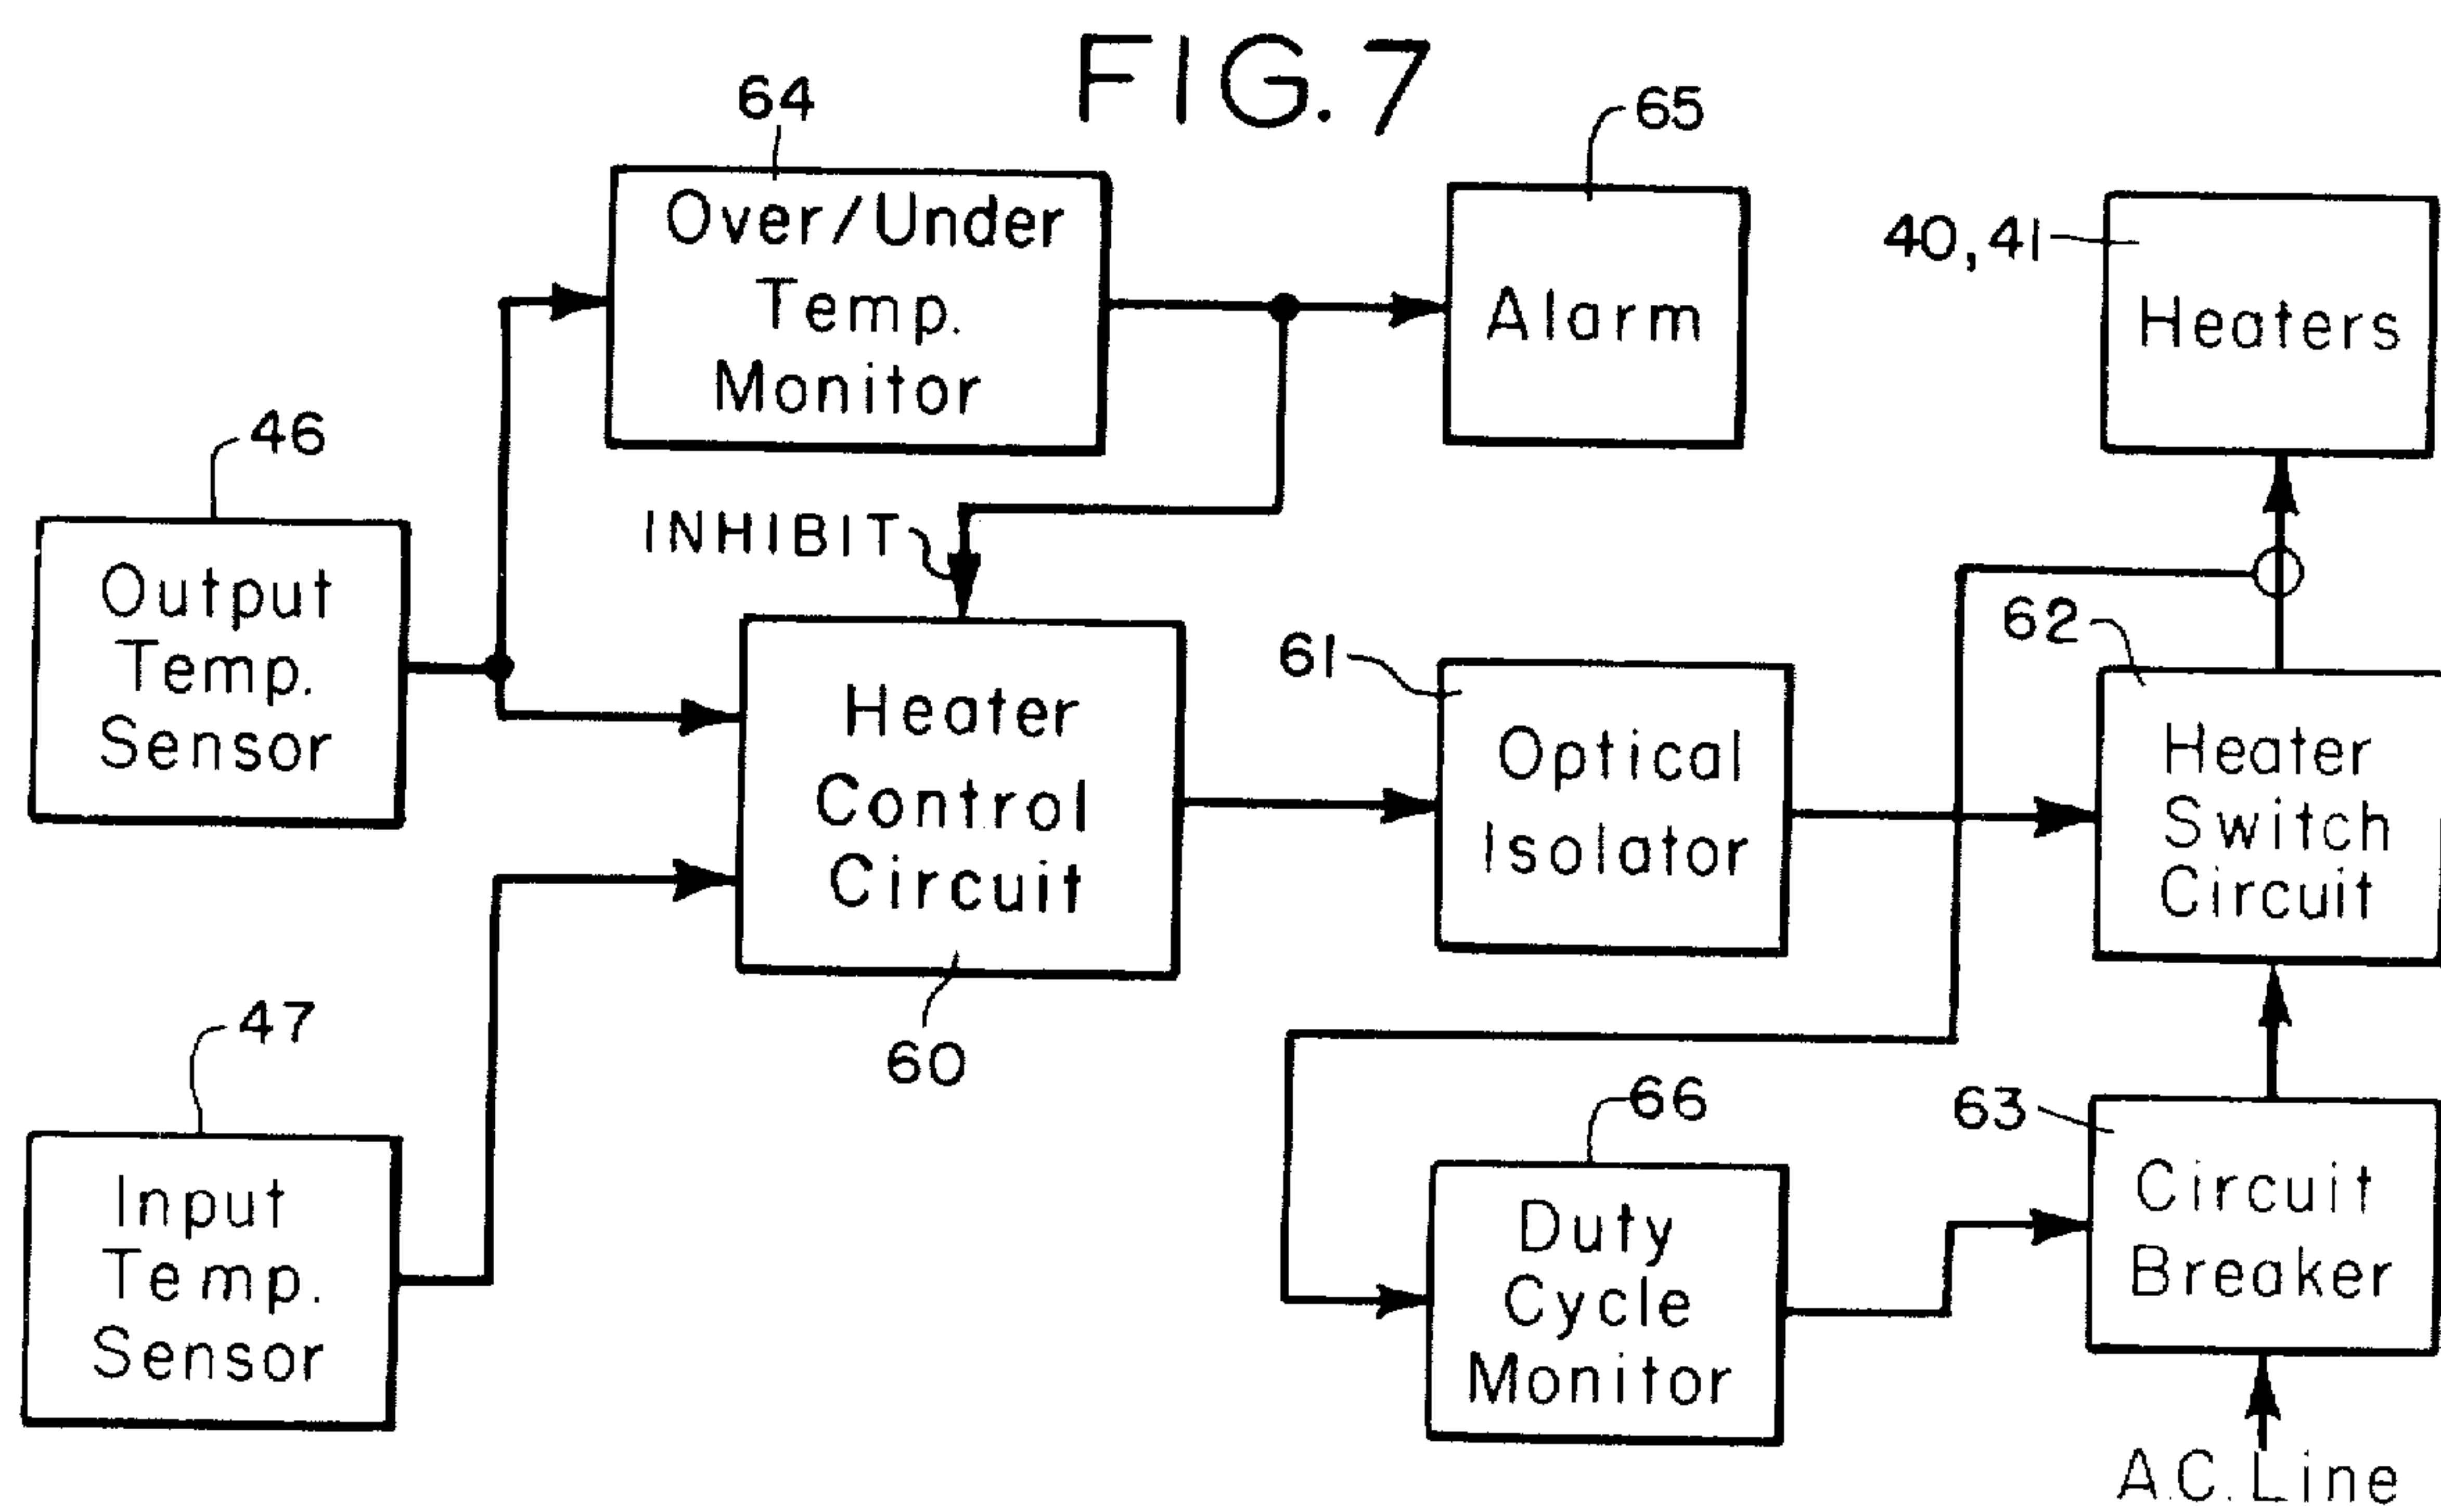 FIG. 7
64
65
Over/Under
Temp.
Monitor
Alarm
40, 41
Heaters
46
Output
Temp.
Sensor
INHIBIT
Heater
Control
Circuit
60
61
Optical
Isolator
62
Heater
Switch
Circuit
47
Input
Temp.
Sensor
66
Duty
Cycle
Monitor
63
Circuit
Breaker
A.C. Line